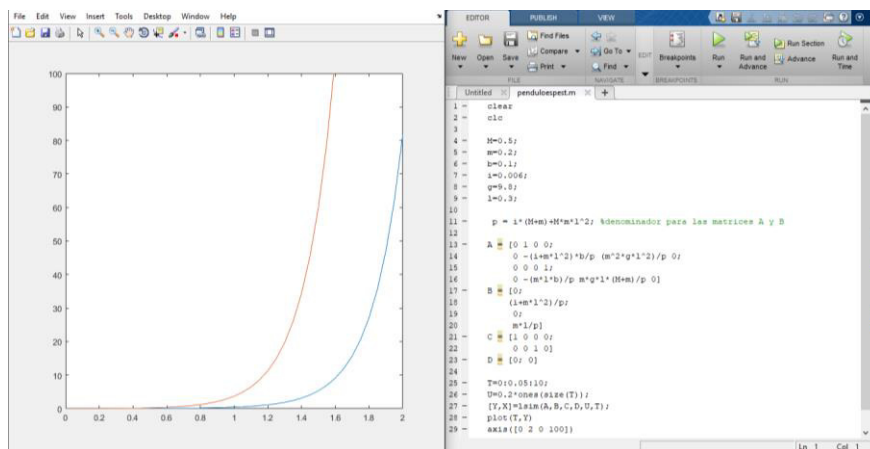 File Edit View Insert Tools Desktop Window Help
100
90
80
70
60
50
40
30
20
10
0
0 0.2 0.4 0.6 0.8 1 1.2 1.4 1.6 1.8 2
EDITOR PUBLISH VIEW
New Open Save Find Files Compare Print Go To Find EDIT Breakpoints Run Run and Advance Run Section Advance Run and Time
FILE NAVIGATE BREAKPOINTS RUN
Untitled penduloespest.m
1 clear
2 clc
3
4 M=0.5;
5 m=0.2;
6 b=0.1;
7 i=0.006;
8 g=9.8;
9 l=0.3;
10
11 p = i*(M+m)+M*m*l^2; %denominador para las matrices A y B
12
13 A = [0 1 0 0;
14 0 -(i+m*l^2)*b/p (m^2*g*l^2)/p 0;
15 0 0 0 1;
16 0 -(m*l*b)/p m*g*l*(M+m)/p 0]
17 B = [0;
18 (i+m*l^2)/p;
19 0;
20 m*l/p]
21 C = [1 0 0 0;
22 0 0 1 0]
23 D = [0; 0]
24
25 T=0:0.05:10;
26 U=0.2*ones(size(T));
27 [Y,X]=lsim(A,B,C,D,U,T);
28 plot(T,Y)
29 axis([0 2 0 100])
Ln 1 Col 1